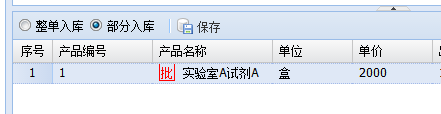 整单入库 部分入库 保存
序号 产品编号 产品名称 单位 单价
1 1 批 实验室A试剂A 盒 2000